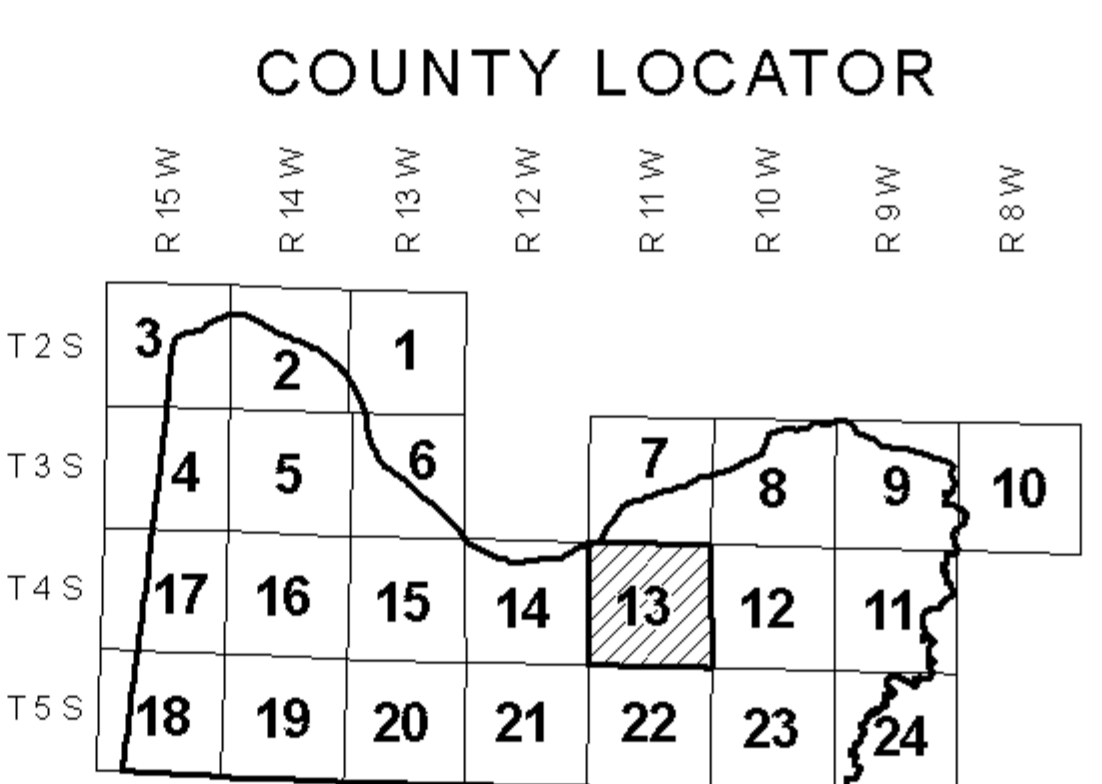 COUNTY LOCATOR
R 15 W R 14 W R 13 W R 12 W R 11 W R 10 W R 9 W R 8 W
T 2 S 3 2 1
T 3 S 4 5 6 7 8 9 10
T 4 S 17 16 15 14 13 12 11
T 5 S 18 19 20 21 22 23 24